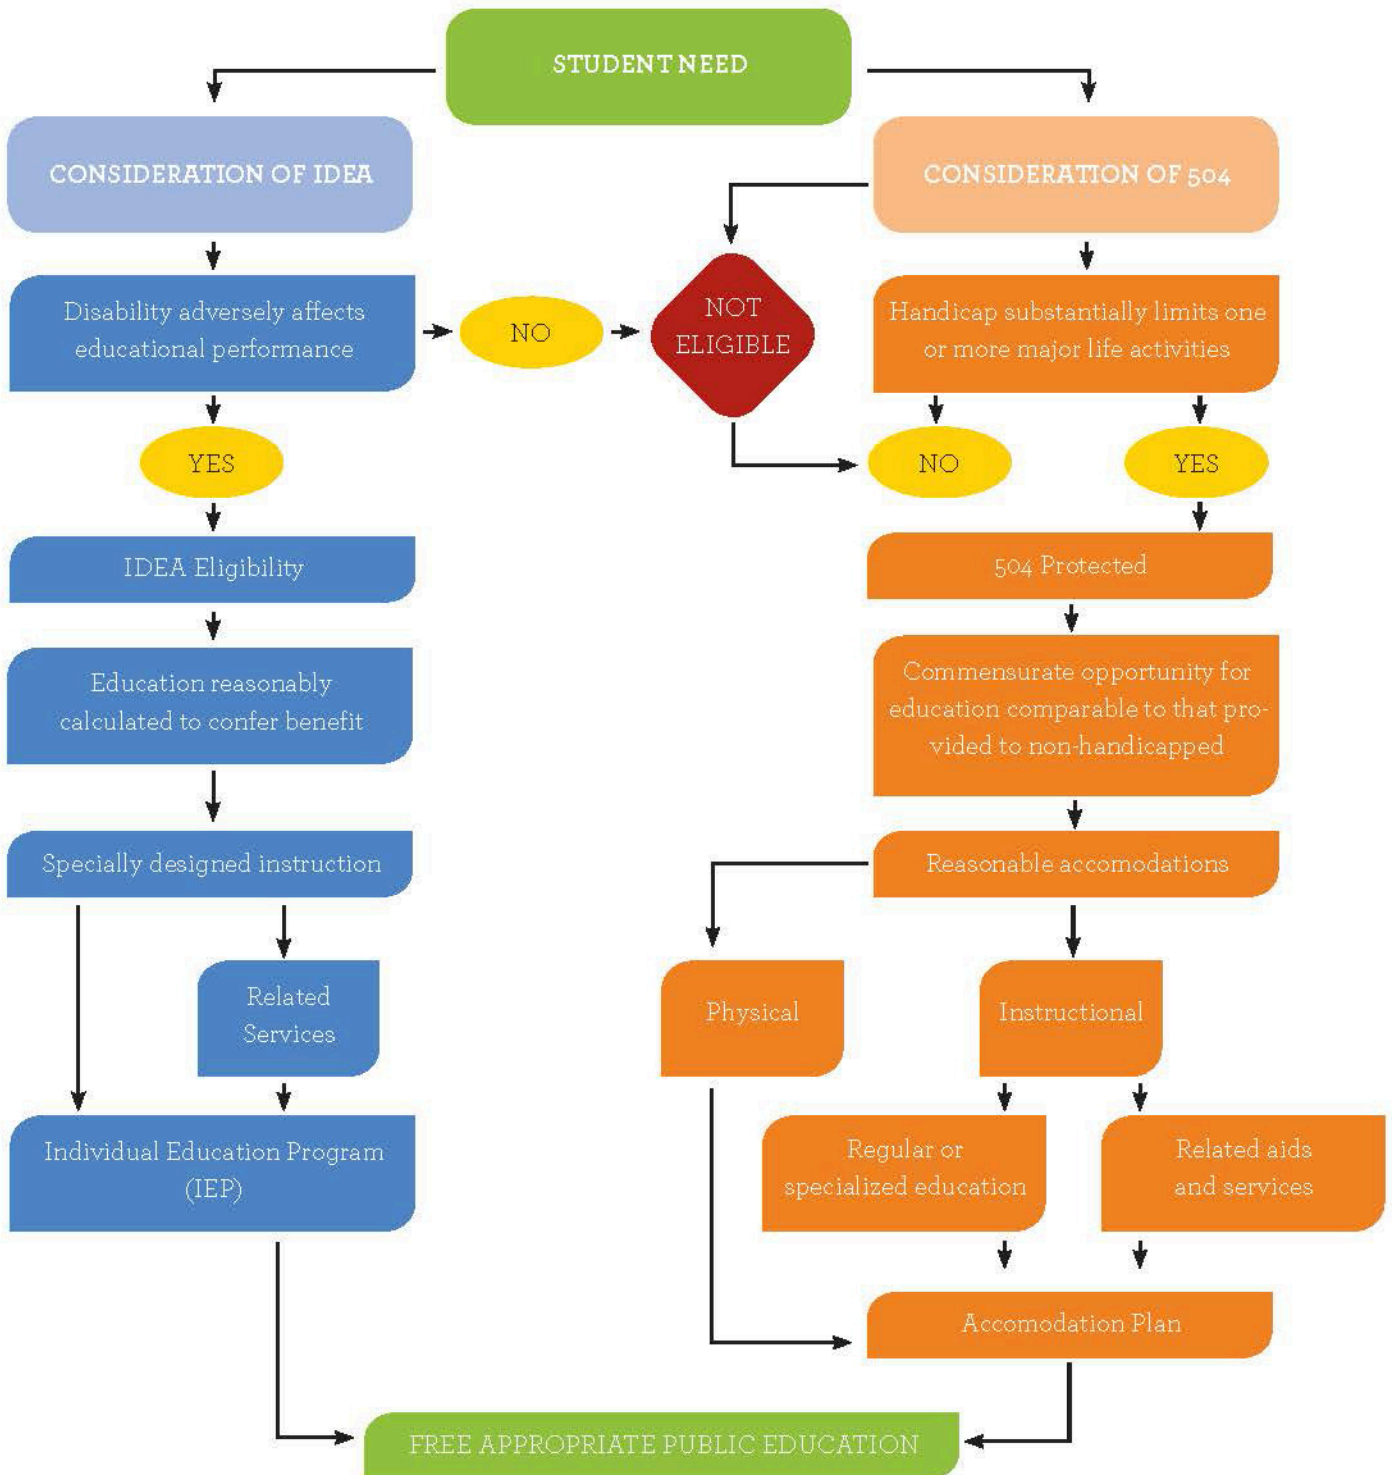 STUDENT NEED
CONSIDERATION OF IDEA
CONSIDERATION OF 504
Disability adversely affects
educational performance
NO
NOT
ELIGIBLE
Handicap substantially limits one
or more major life activities
YES
NO
YES
IDEA Eligibility
504 Protected
Education reasonably
calculated to confer benefit
Commensurate opportunity for
education comparable to that pro-
vided to non-handicapped
Specially designed instruction
Reasonable accomodations
Related
Services
Physical
Instructional
Individual Education Program
(IEP)
Regular or
specialized education
Related aids
and services
Accomodation Plan
FREE APPROPRIATE PUBLIC EDUCATION